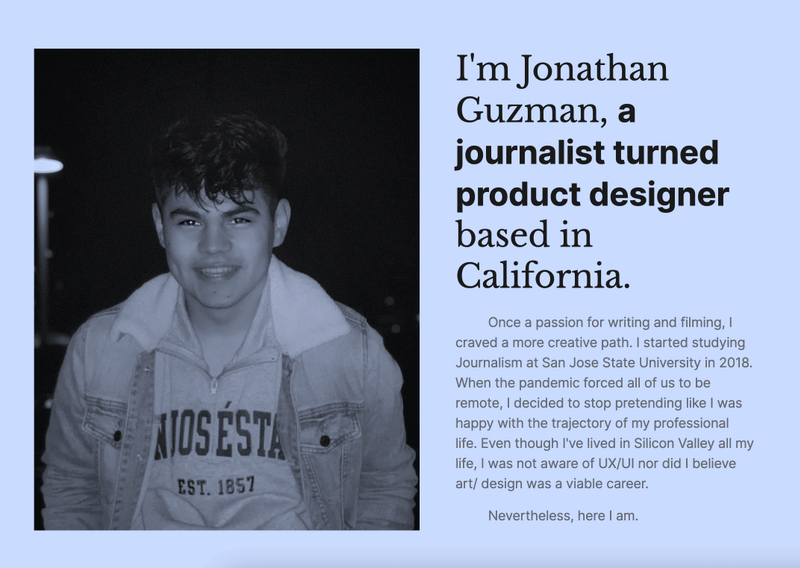 I'm Jonathan
Guzman, a
journalist turned
product designer
based in
California.
Once a passion for writing and filming, I
craved a more creative path. I started studying
Journalism at San Jose State University in 2018.
When the pandemic forced all of us to be
remote, I decided to stop pretending like I was
happy with the trajectory of my professional
life. Even though I've lived in Silicon Valley all my
life, I was not aware of UX/UI nor did I believe
art/ design was a viable career.
Nevertheless, here I am.
NJOSÉSTA
EST. 1857